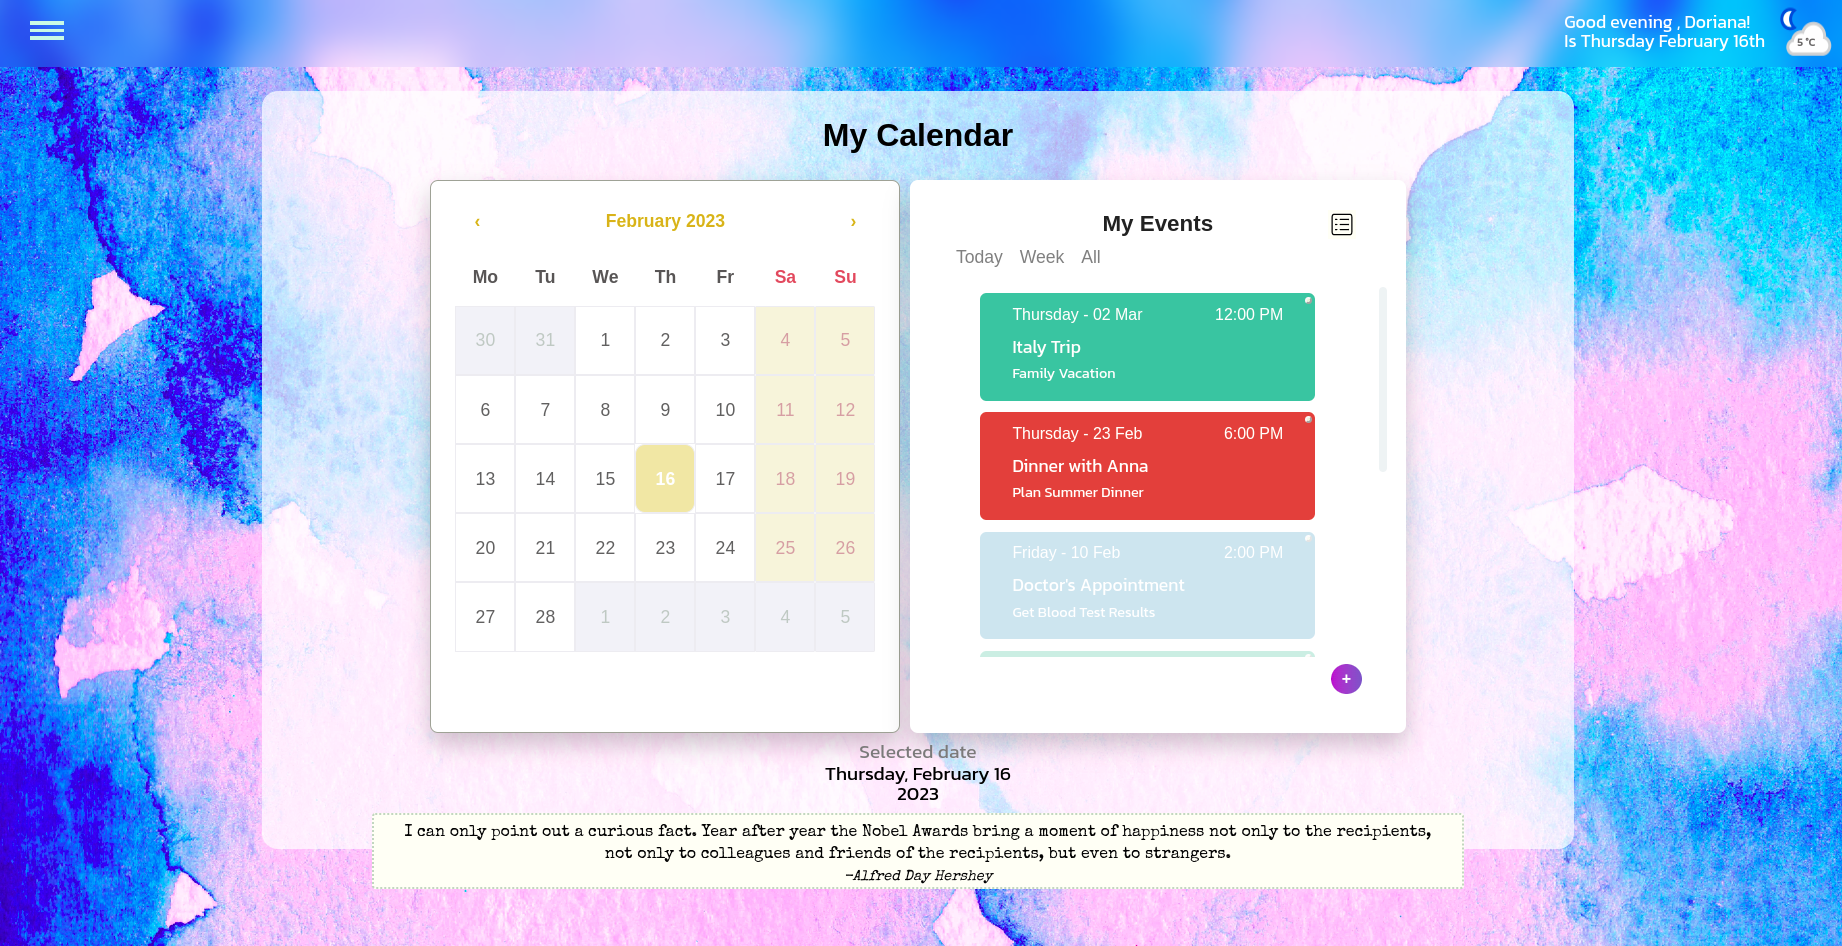 Good evening , Doriana!
Is Thursday February 16th
5 °C
My Calendar
‹ February 2023 ›
Mo Tu We Th Fr Sa Su
30 31 1 2 3 4 5
6 7 8 9 10 11 12
13 14 15 16 17 18 19
20 21 22 23 24 25 26
27 28 1 2 3 4 5
My Events
Today Week All
Thursday - 02 Mar 12:00 PM
Italy Trip
Family Vacation
Thursday - 23 Feb 6:00 PM
Dinner with Anna
Plan Summer Dinner
Friday - 10 Feb 2:00 PM
Doctor's Appointment
Get Blood Test Results
+
Selected date
Thursday, February 16
2023
I can only point out a curious fact. Year after year the Nobel Awards bring a moment of happiness not only to the recipients,
not only to colleagues and friends of the recipients, but even to strangers.
-Alfred Day Hershey